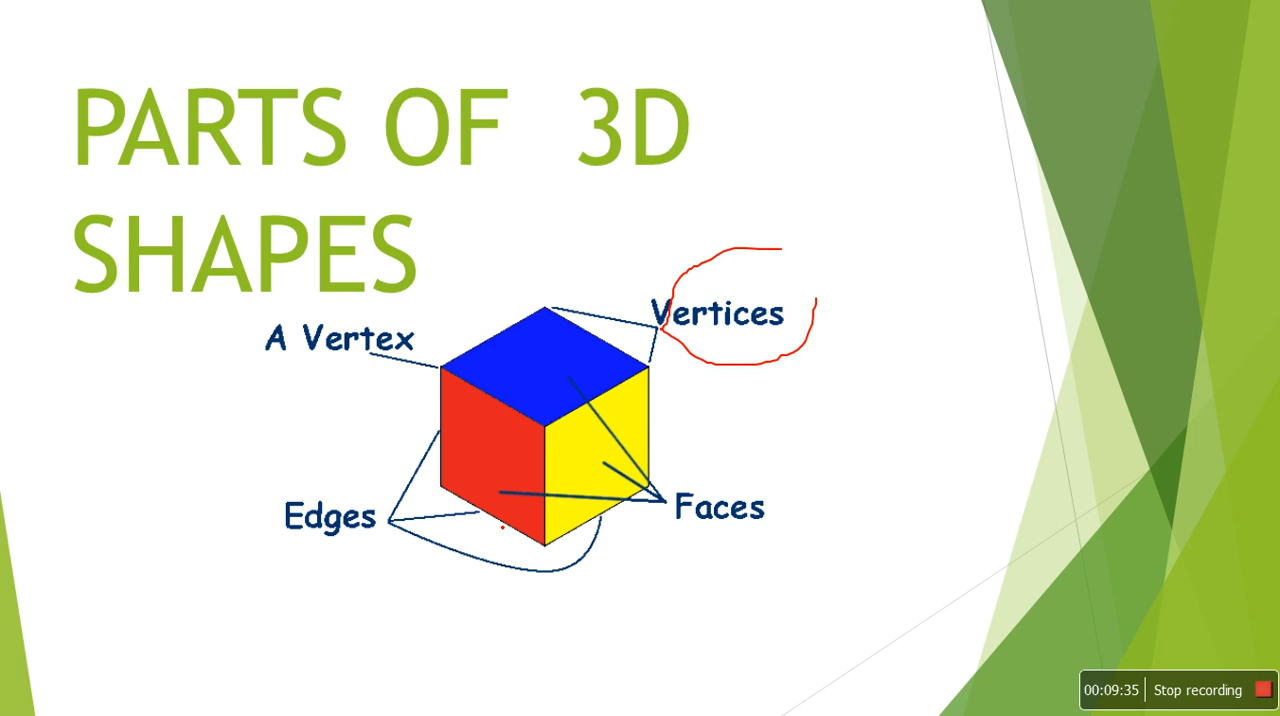 PARTS OF 3D
SHAPES
Vertices
A Vertex
Edges
Faces
00:09:35 Stop recording